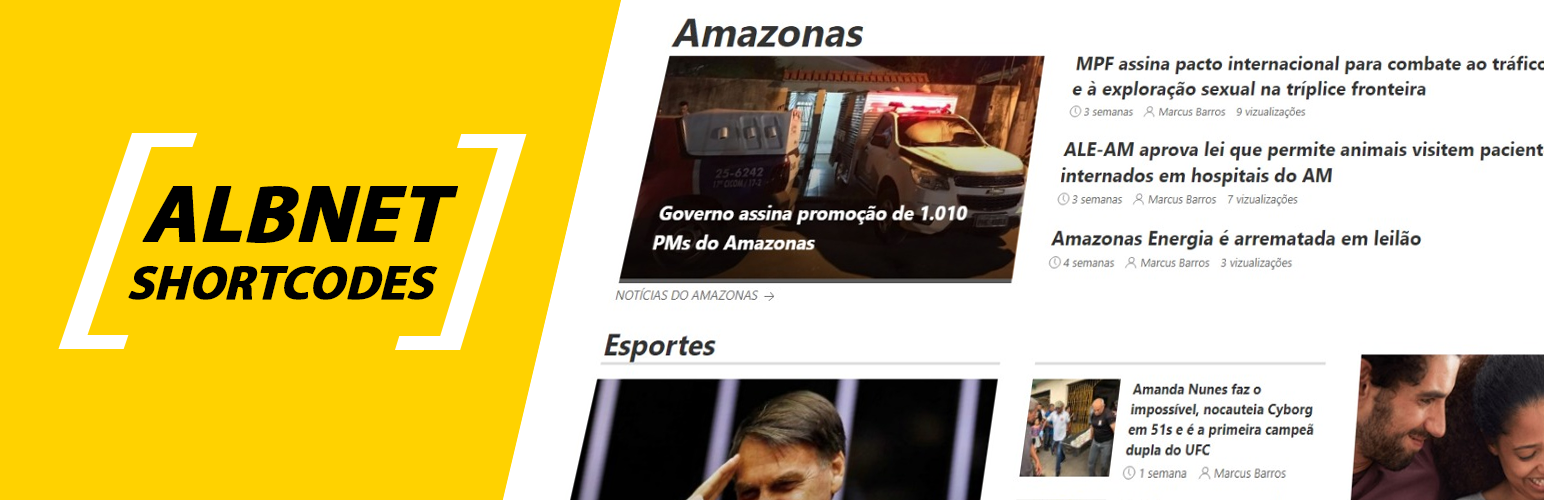 ALBNET
SHORTCODES
Amazonas
25-6242
Governo assina promoção de 1.010
PMs do Amazonas
NOTÍCIAS DO AMAZONAS →
MPF assina pacto internacional para combate ao tráfico
e à exploração sexual na tríplice fronteira
3 semanas Marcus Barros 9 vizualizações
ALE-AM aprova lei que permite animais visitem pacient
internados em hospitais do AM
3 semanas Marcus Barros 7 vizualizações
Amazonas Energia é arrematada em leilão
4 semanas Marcus Barros 3 vizualizações
Esportes
Amanda Nunes faz o
impossível, nocauteia Cyborg
em 51s e é a primeira campeã
dupla do UFC
1 semana Marcus Barros